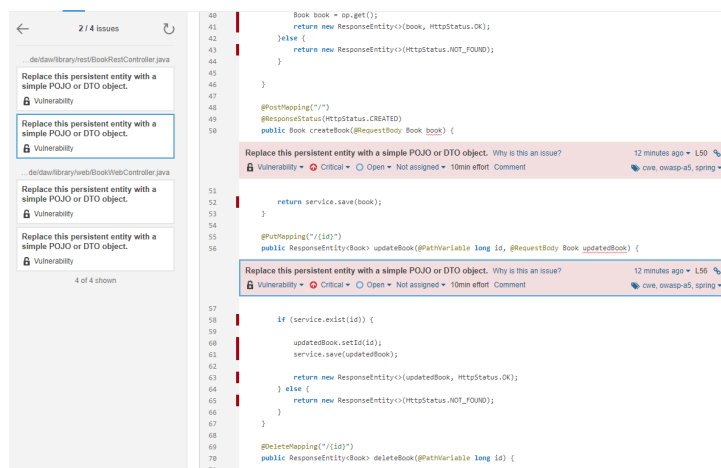 2 / 4 issues
...de/daw/library/rest/BookRestController.java
Replace this persistent entity with a
simple POJO or DTO object.
Vulnerability
Replace this persistent entity with a
simple POJO or DTO object.
Vulnerability
...de/daw/library/web/BookWebController.java
Replace this persistent entity with a
simple POJO or DTO object.
Vulnerability
Replace this persistent entity with a
simple POJO or DTO object.
Vulnerability
4 of 4 shown
40 Book book = op.get();
41 return new ResponseEntity<>(book, HttpStatus.OK);
42 }else {
43 return new ResponseEntity<>(HttpStatus.NOT_FOUND);
44 }
45
46 }
47
48 @PostMapping("/")
49 @ResponseStatus(HttpStatus.CREATED)
50 public Book createBook(@RequestBody Book book) {
Replace this persistent entity with a simple POJO or DTO object. Why is this an issue? 12 minutes ago L50
Vulnerability Critical Open Not assigned 10min effort Comment cwe, owasp-a5, spring
51
52 return service.save(book);
53 }
54
55 @PutMapping("/{id}")
56 public ResponseEntity<Book> updateBook(@PathVariable long id, @RequestBody Book updatedBook) {
Replace this persistent entity with a simple POJO or DTO object. Why is this an issue? 12 minutes ago L56
Vulnerability Critical Open Not assigned 10min effort Comment cwe, owasp-a5, spring
57
58 if (service.exist(id)) {
59
60 updatedBook.setId(id);
61 service.save(updatedBook);
62
63 return new ResponseEntity<>(updatedBook, HttpStatus.OK);
64 } else {
65 return new ResponseEntity<>(HttpStatus.NOT_FOUND);
66 }
67 }
68
69 @DeleteMapping("/{id}")
70 public ResponseEntity<Book> deleteBook(@PathVariable long id) {